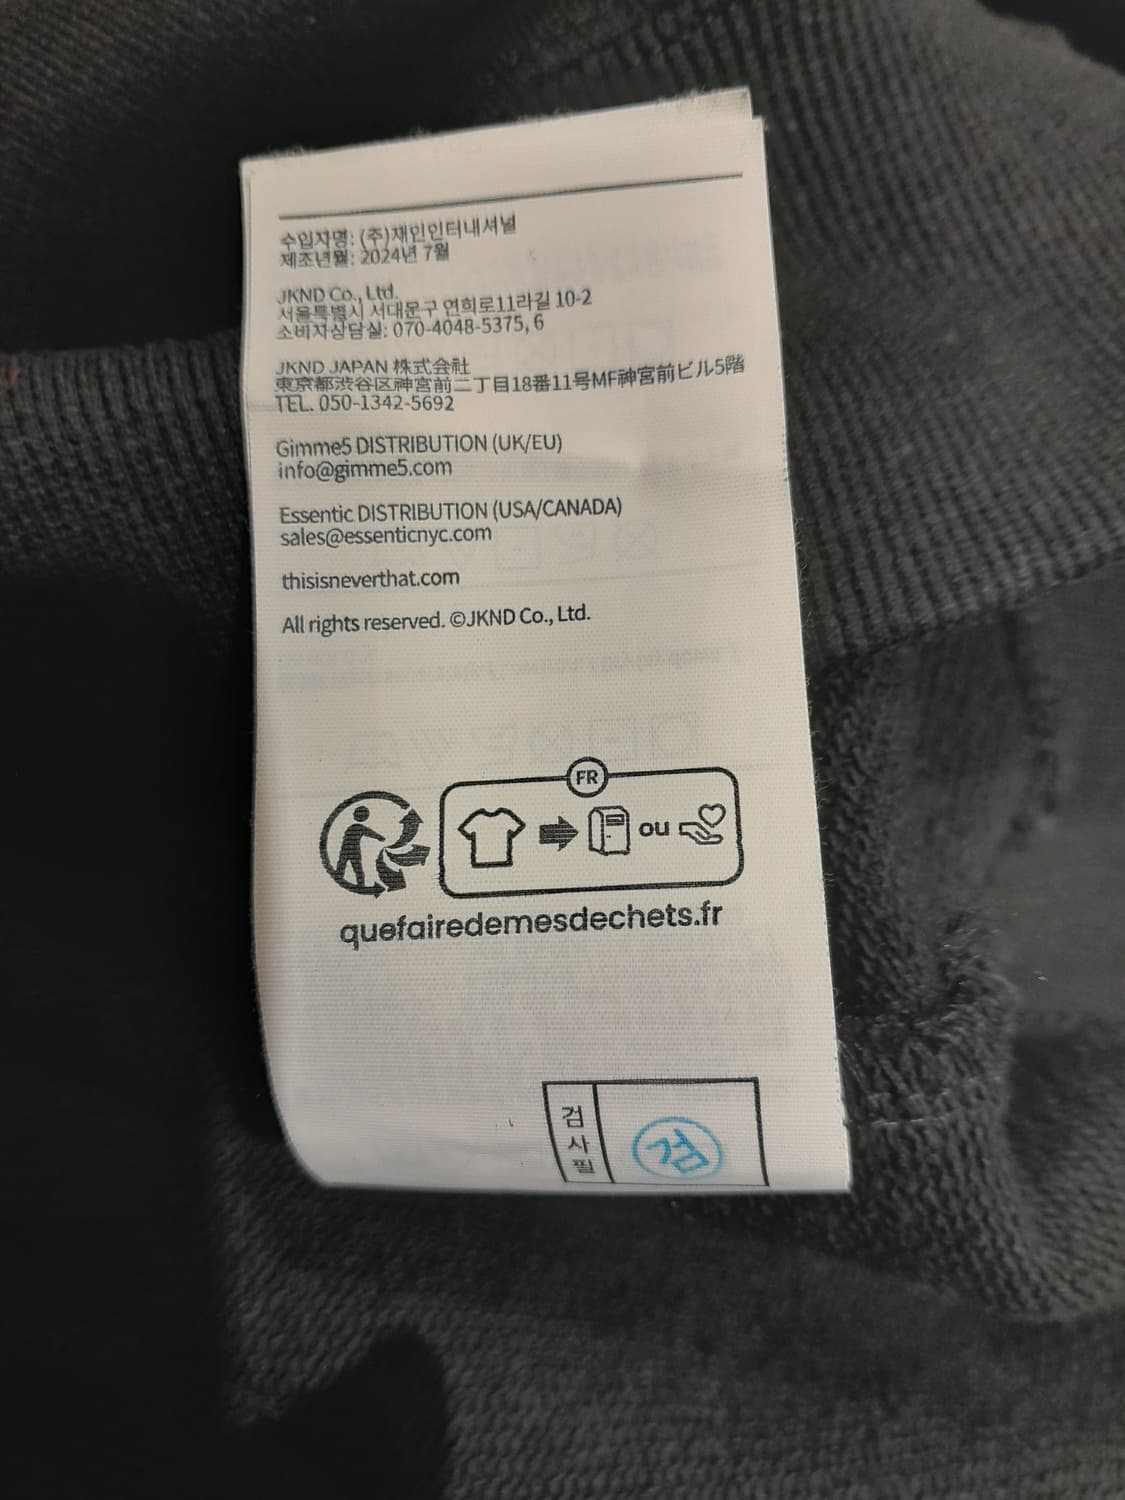 수입자명: (주)재인인터내셔널
제조년월: 2024년 7월
JKND Co., Ltd.
서울특별시 서대문구 연희로11라길 10-2
소비자상담실: 070-4048-5375, 6
JKND JAPAN 株式会社
東京都渋谷区神宮前二丁目18番11号MF神宮前ビル5階
TEL. 050-1342-5692
Gimme5 DISTRIBUTION (UK/EU)
info@gimme5.com
Essentic DISTRIBUTION (USA/CANADA)
sales@essenticnyc.com
thisisneverthat.com
All rights reserved. ©JKND Co., Ltd.
FR
ou
quefairedemesdechets.fr
검사필
검